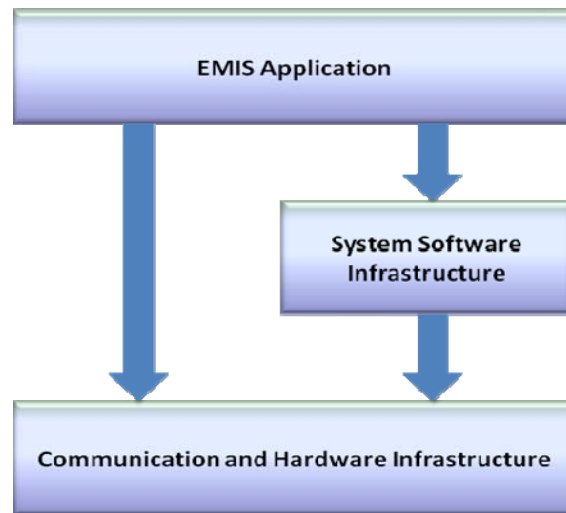 EMIS Application
System Software
Infrastructure
Communication and Hardware Infrastructure